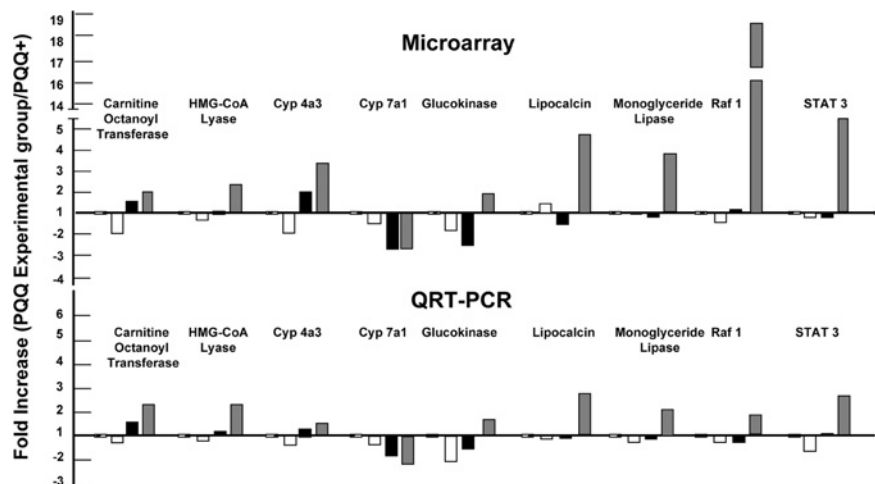 Fold Increase (PQQ Experimental group/PQQ+)
Microarray
19
18
17
16
14
Carnitine Octanoyl Transferase
HMG-CoA Lyase
Cyp 4a3
Cyp 7a1
Glucokinase
Lipocalcin
Monoglyceride Lipase
Raf 1
STAT 3
5
4
3
2
1
-2
-3
-4
QRT-PCR
6
5
4
3
2
1
-2
-3
Carnitine Octanoyl Transferase
HMG-CoA Lyase
Cyp 4a3
Cyp 7a1
Glucokinase
Lipocalcin
Monoglyceride Lipase
Raf 1
STAT 3